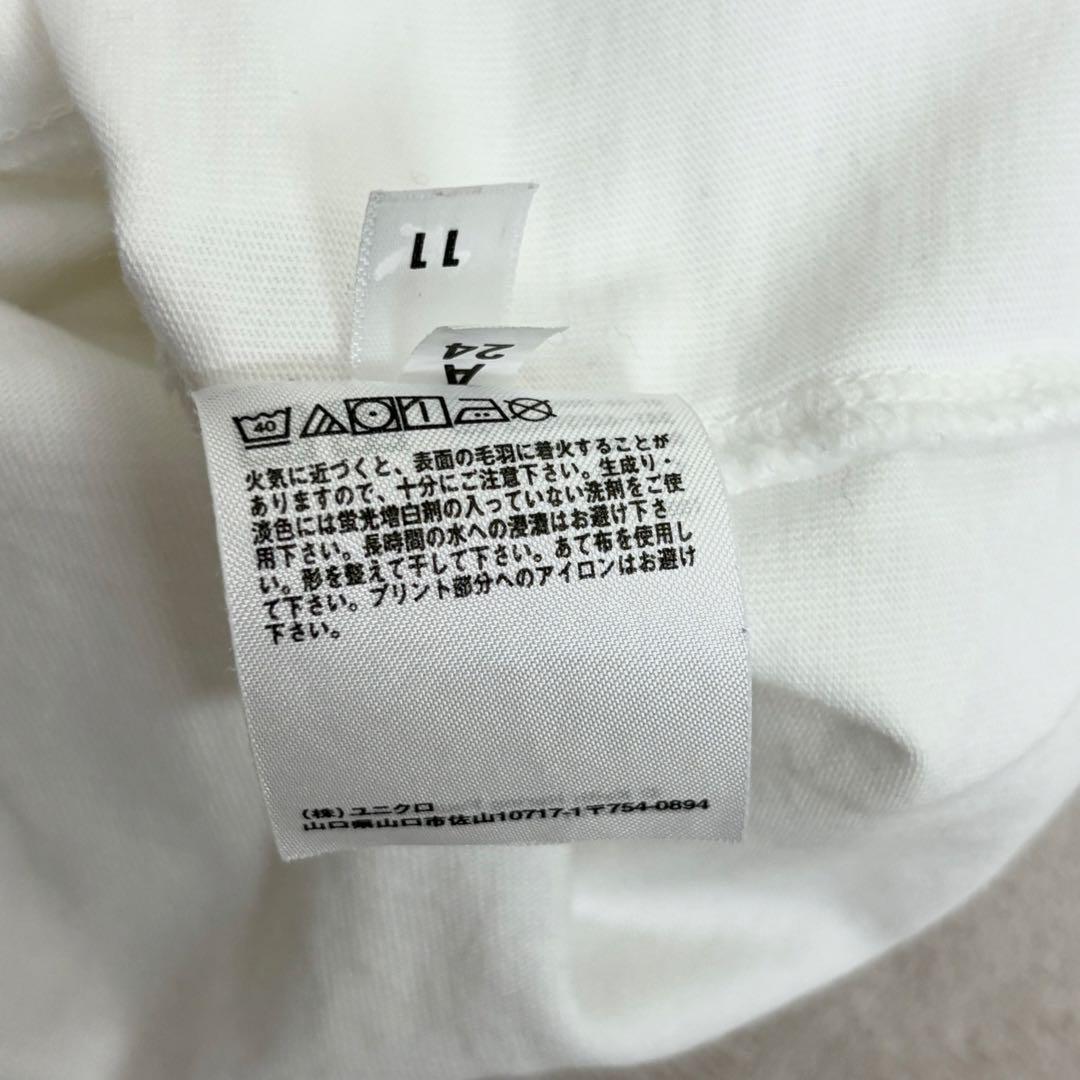 11
A
24
40
火気に近づくと、表面の毛羽に着火することが
ありますので、十分にご注意下さい。生成り・
淡色には蛍光増白剤の入っていない洗剤をご使
用下さい。長時間の水への浸漬はお避け下さ
い。形を整えて干して下さい。あて布を使用し
て下さい。プリント部分へのアイロンはお避け
下さい。
(株)ユニクロ
山口県山口市佐山10717-1〒754-0894